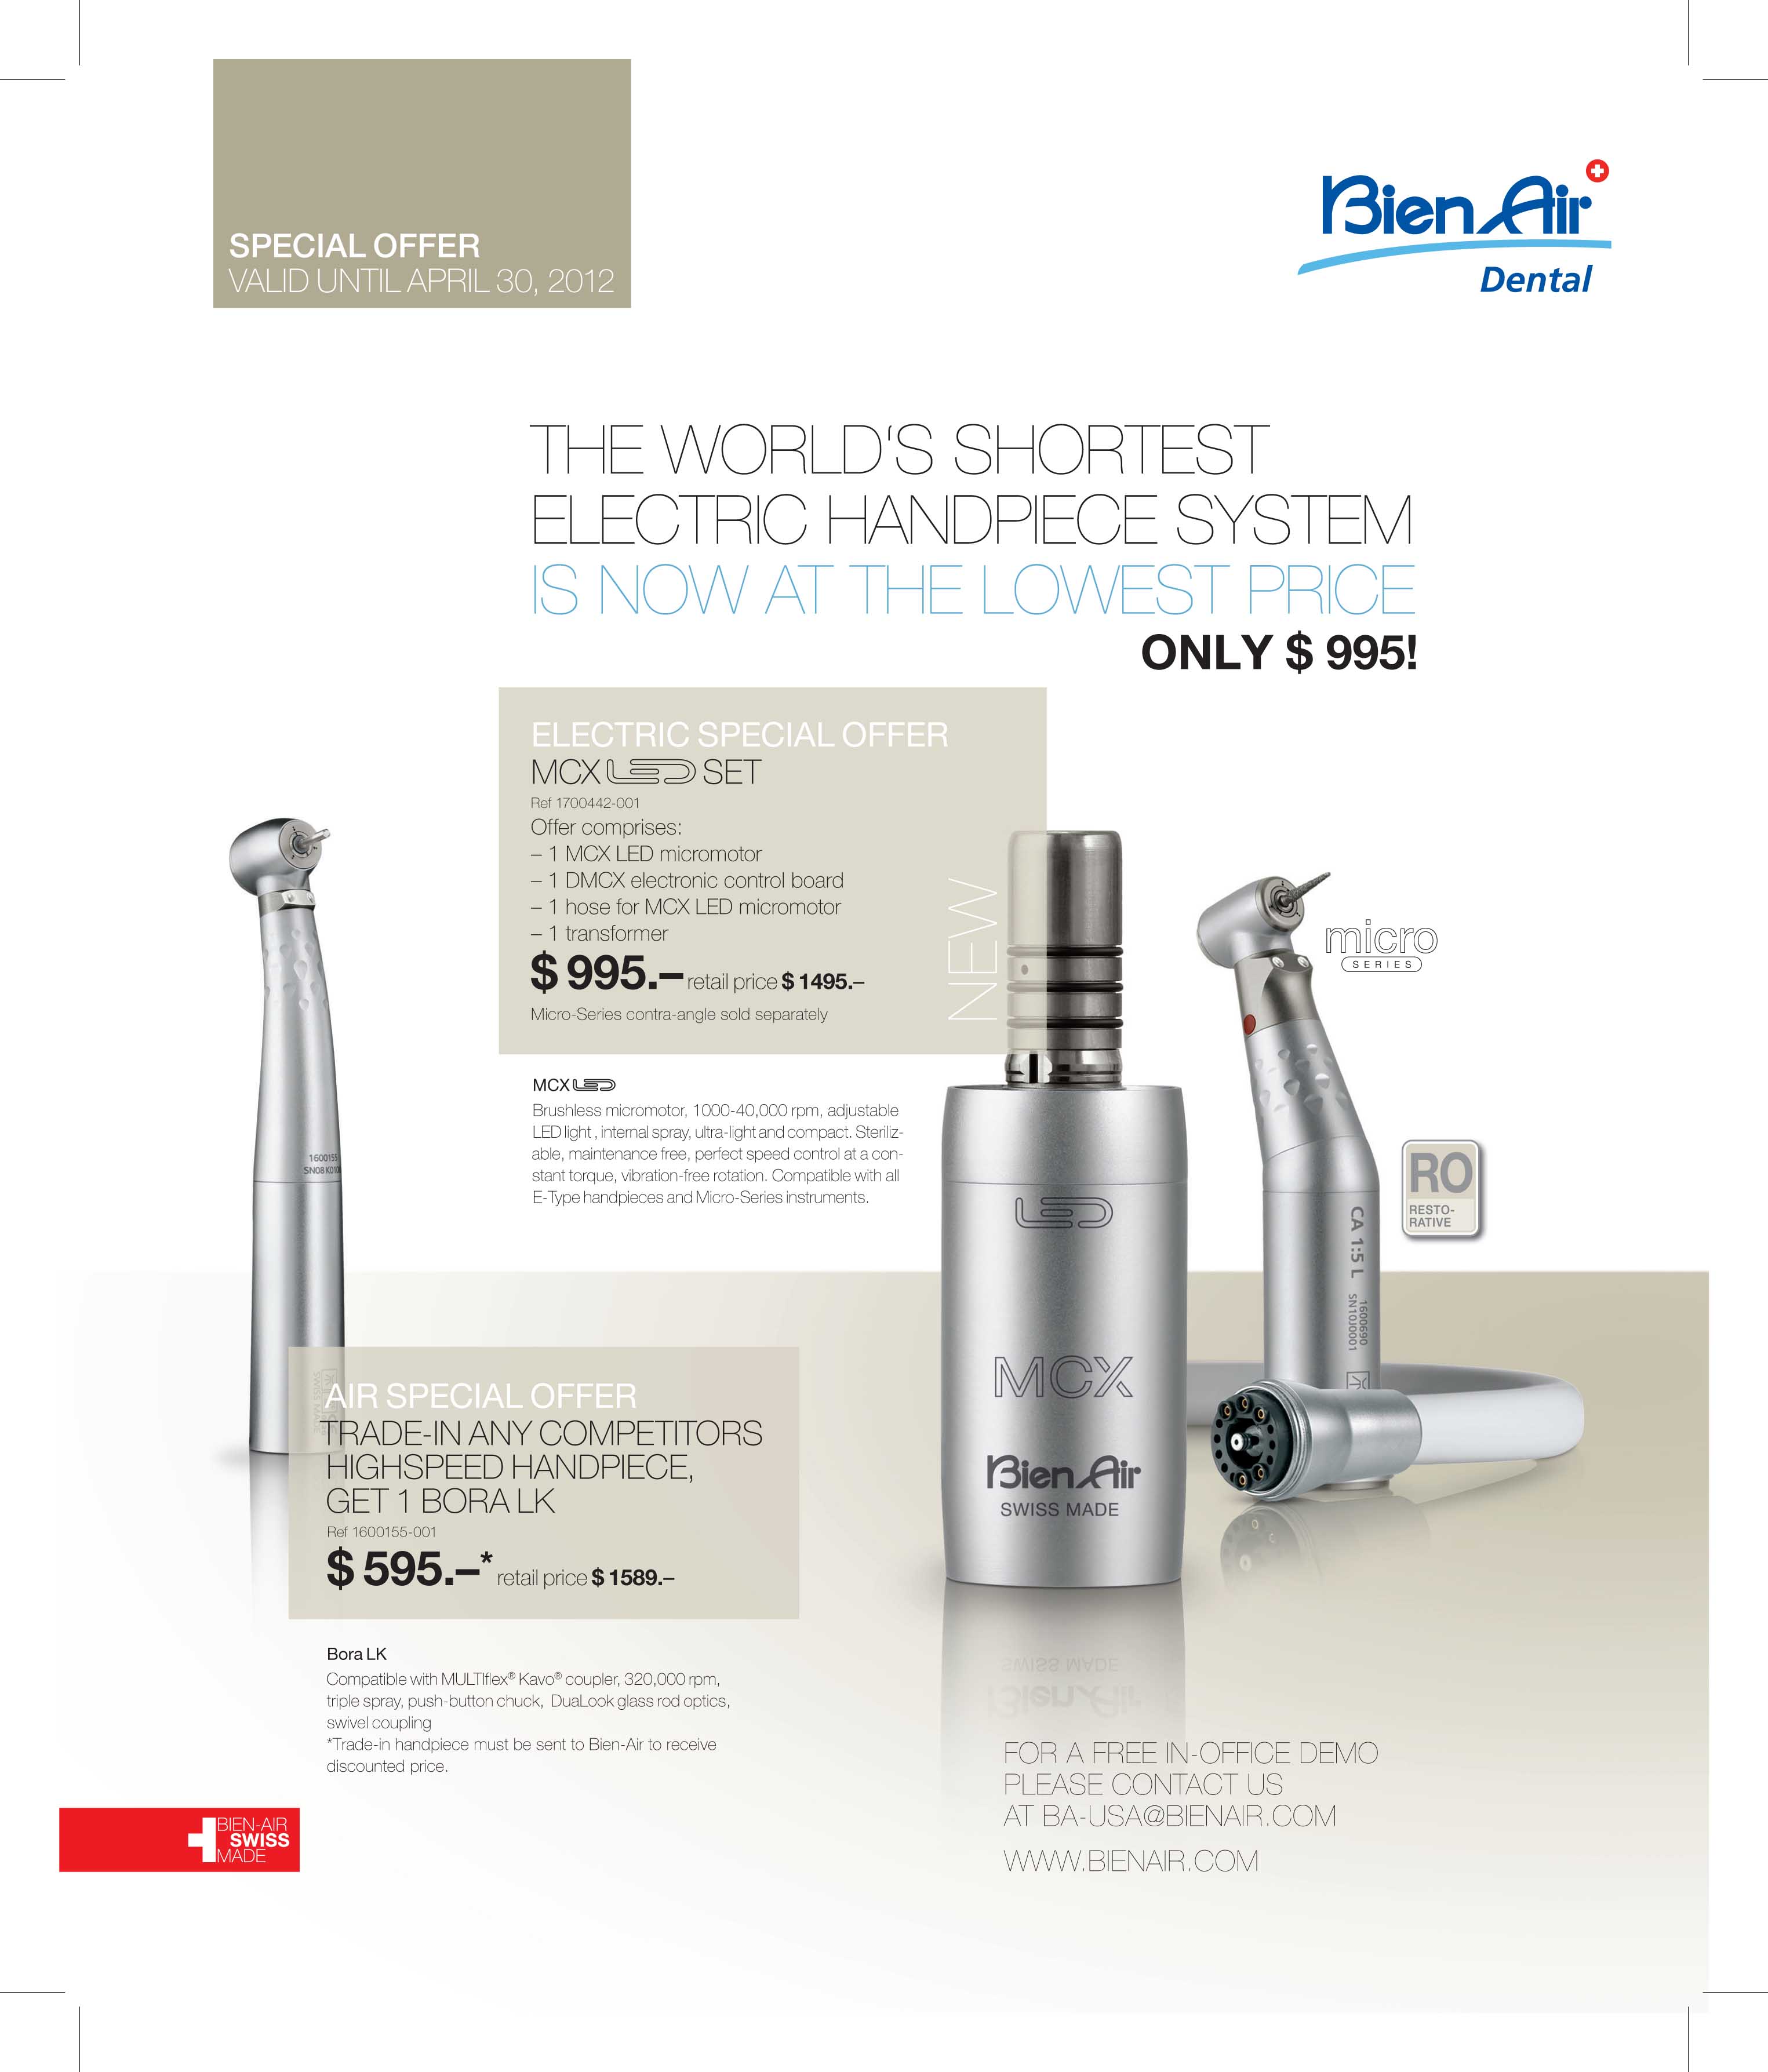 SPECIAL OFFER
VALID UNTIL APRIL 30, 2012
Bien Air
Dental
THE WORLD'S SHORTEST
ELECTRIC HANDPIECE SYSTEM
IS NOW AT THE LOWEST PRICE
ONLY $ 995!
ELECTRIC SPECIAL OFFER
MCX LED SET
Ref 1700442-001
Offer comprises:
– 1 MCX LED micromotor
– 1 DMCX electronic control board
– 1 hose for MCX LED micromotor
– 1 transformer
$ 995.– retail price $ 1495.–
Micro-Series contra-angle sold separately
NEW
micro
SERIES
MCX LED
Brushless micromotor, 1000-40,000 rpm, adjustable
LED light , internal spray, ultra-light and compact. Steriliz-
able, maintenance free, perfect speed control at a con-
stant torque, vibration-free rotation. Compatible with all
E-Type handpieces and Micro-Series instruments.
1600155
RO
RESTO-
RATIVE
CA 1:5 L
1600690
SN10J0001
LED
MCX
Bien Air
SWISS MADE
AIR SPECIAL OFFER
TRADE-IN ANY COMPETITORS
HIGHSPEED HANDPIECE,
GET 1 BORA LK
Ref 1600155-001
$ 595.–* retail price $ 1589.–
Bora LK
Compatible with MULTIflex® Kavo® coupler, 320,000 rpm,
triple spray, push-button chuck, DuaLook glass rod optics,
swivel coupling
*Trade-in handpiece must be sent to Bien-Air to receive
discounted price.
FOR A FREE IN-OFFICE DEMO
PLEASE CONTACT US
AT BA-USA@BIENAIR.COM
WWW.BIENAIR.COM
BIEN-AIR
SWISS
MADE